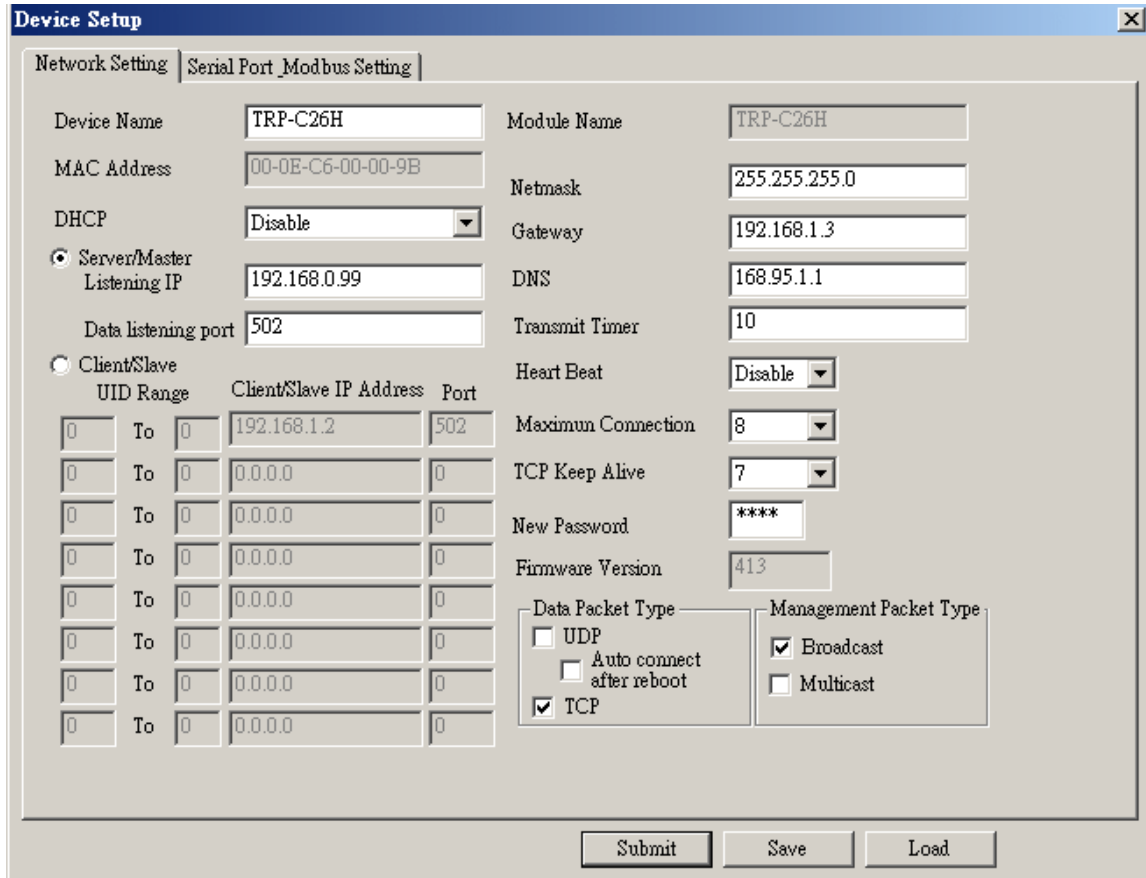 Device Setup
Network Setting Serial Port_Modbus Setting
Device Name TRP-C26H Module Name TRP-C26H
MAC Address 00-0E-C6-00-00-9B
Netmask 255.255.255.0
DHCP Disable Gateway 192.168.1.3
Server/Master
Listening IP 192.168.0.99 DNS 168.95.1.1
Data listening port 502 Transmit Timer 10
Client/Slave Heart Beat Disable
UID Range Client/Slave IP Address Port
0 To 0 192.168.1.2 502 Maximun Connection 8
0 To 0 0.0.0.0 0 TCP Keep Alive 7
0 To 0 0.0.0.0 0 New Password ****
0 To 0 0.0.0.0 0 Firmware Version 413
0 To 0 0.0.0.0 0 Data Packet Type Management Packet Type
0 To 0 0.0.0.0 0 UDP Broadcast
Auto connect
after reboot
0 To 0 0.0.0.0 0 Multicast
TCP
0 To 0 0.0.0.0 0
Submit Save Load